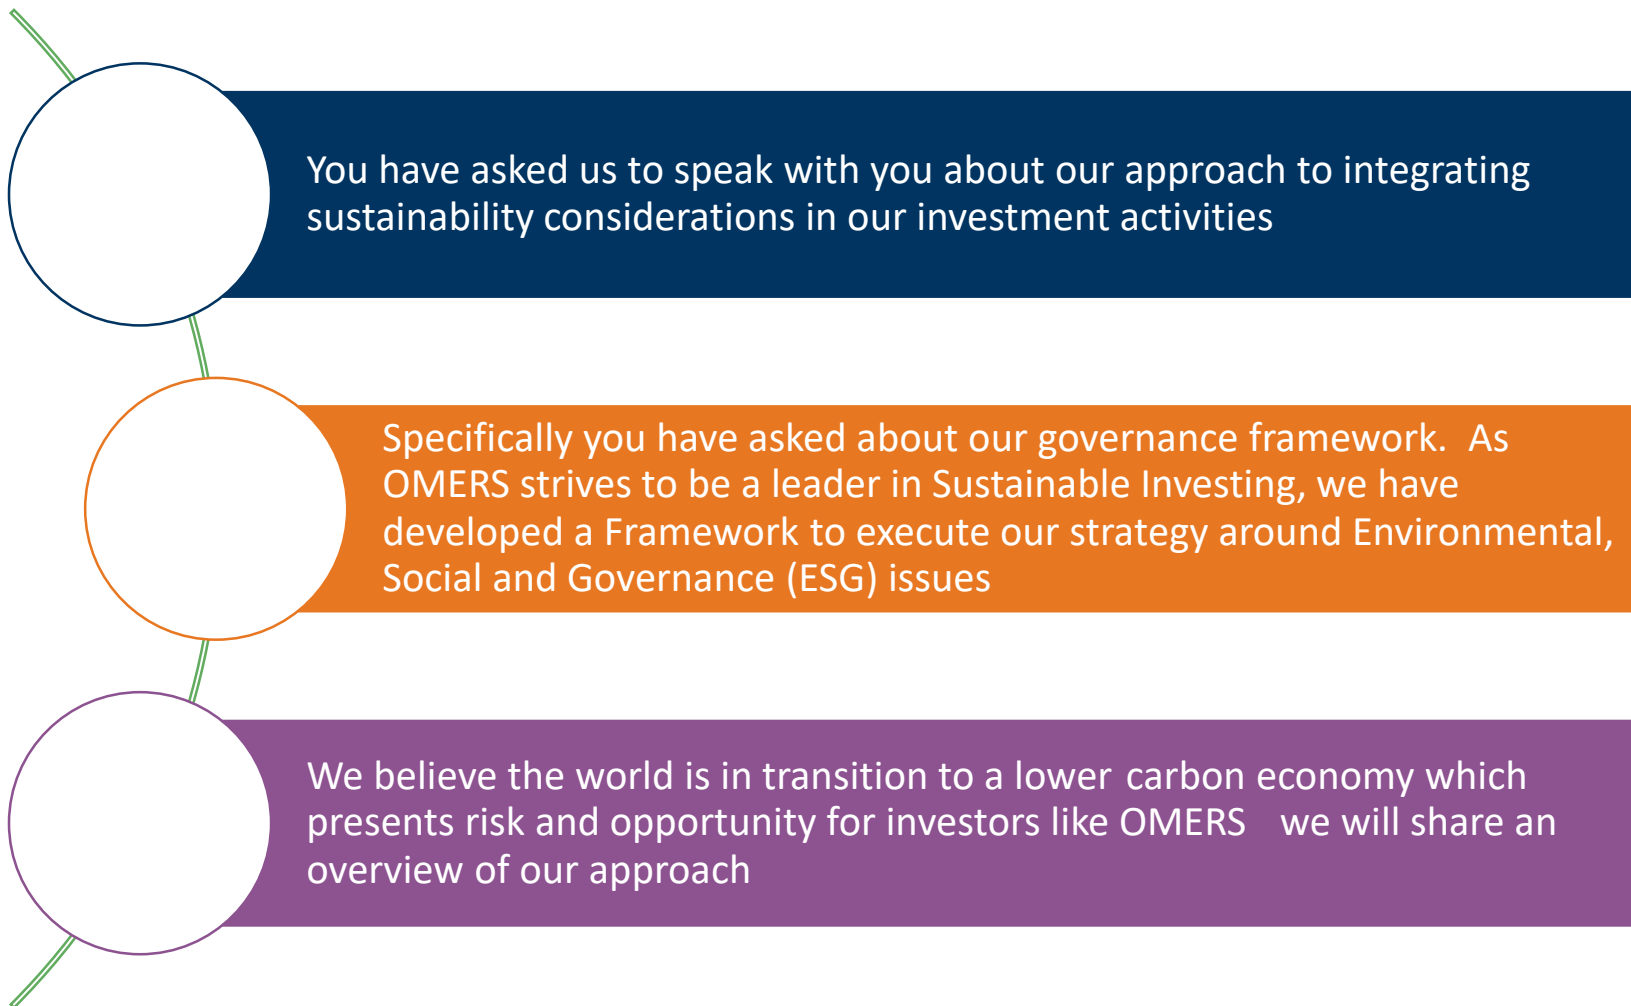 You have asked us to speak with you about our approach to integrating
sustainability considerations in our investment activities
Specifically you have asked about our governance framework.  As
OMERS strives to be a leader in Sustainable Investing, we have
developed a Framework to execute our strategy around Environmental,
Social and Governance (ESG) issues
We believe the world is in transition to a lower carbon economy which
presents risk and opportunity for investors like OMERS   we will share an
overview of our approach